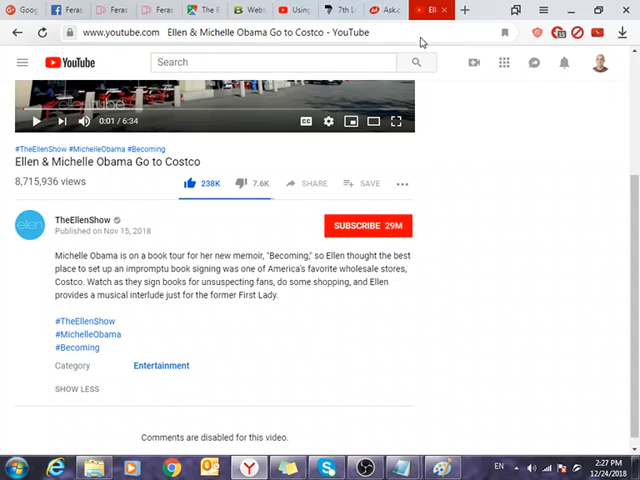 Goo
Feras
Feras
Feras
The E
Webs
Using
7th L
Ask.c
Elle
www.youtube.com Ellen & Michelle Obama Go to Costco - YouTube
YouTube
Search
ellentube
0:01 / 6:34
#TheEllenShow #MichelleObama #Becoming
Ellen & Michelle Obama Go to Costco
8,715,936 views
238K
7.6K
SHARE
SAVE
ellen
TheEllenShow
Published on Nov 15, 2018
SUBSCRIBE 29M
Michelle Obama is on a book tour for her new memoir, "Becoming," so Ellen thought the best
place to set up an impromptu book signing was one of America's favorite wholesale stores,
Costco. Watch as they sign books for unsuspecting fans, do some shopping, and Ellen
provides a musical interlude just for the former First Lady.
#TheEllenShow
#MichelleObama
#Becoming
Category
Entertainment
SHOW LESS
Comments are disabled for this video.
EN
2:27 PM
12/24/2018